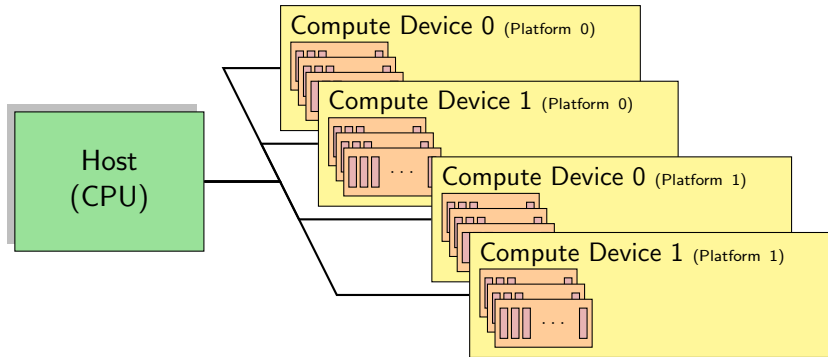 Compute Device 0 (Platform 0)
Compute Device 1 (Platform 0)
· · ·
Host
(CPU)
Compute Device 0 (Platform 1)
Compute Device 1 (Platform 1)
· · ·